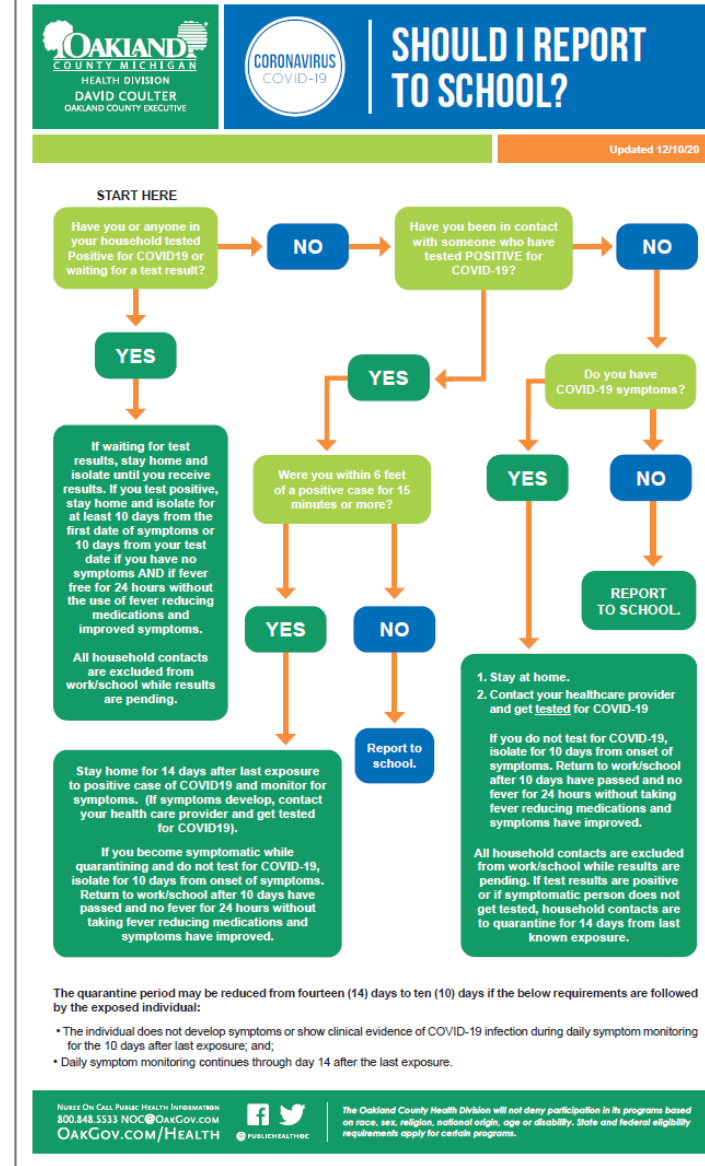 OAKLAND
COUNTY MICHIGAN
HEALTH DIVISION
DAVID COULTER
OAKLAND COUNTY EXECUTIVE
CORONAVIRUS
COVID-19
SHOULD I REPORT
TO SCHOOL?
Updated 12/10/20
START HERE
Have you or anyone in
your household tested
Positive for COVID19 or
waiting for a test result?
NO
Have you been in contact
with someone who have
tested POSITIVE for
COVID-19?
NO
YES
YES
Do you have
COVID-19 symptoms?
If waiting for test
results, stay home and
isolate until you receive
results. If you test positive,
stay home and isolate for
at least 10 days from the
first date of symptoms or
10 days from your test
date if you have no
symptoms AND if fever
free for 24 hours without
the use of fever reducing
medications and
improved symptoms.
All household contacts
are excluded from
work/school while results
are pending.
Were you within 6 feet
of a positive case for 15
minutes or more?
YES
NO
REPORT
TO SCHOOL.
YES
NO
Report to
school.
Stay home for 14 days after last exposure
to positive case of COVID19 and monitor for
symptoms. (If symptoms develop, contact
your health care provider and get tested
for COVID19).
If you become symptomatic while
quarantining and do not test for COVID-19,
isolate for 10 days from onset of symptoms.
Return to work/school after 10 days have
passed and no fever for 24 hours without
taking fever reducing medications and
symptoms have improved.
1. Stay at home.
2. Contact your healthcare provider
and get tested for COVID-19
If you do not test for COVID-19,
isolate for 10 days from onset of
symptoms. Return to work/school
after 10 days have passed and no
fever for 24 hours without taking
fever reducing medications and
symptoms have improved.
All household contacts are excluded
from work/school while results are
pending. If test results are positive
or if symptomatic person does not
get tested, household contacts are
to quarantine for 14 days from last
known exposure.
The quarantine period may be reduced from fourteen (14) days to ten (10) days if the below requirements are followed
by the exposed individual:
• The individual does not develop symptoms or show clinical evidence of COVID-19 infection during daily symptom monitoring
for the 10 days after last exposure; and;
• Daily symptom monitoring continues through day 14 after the last exposure.
NURSE ON CALL PUBLIC HEALTH INFORMATION
800.848.5533 NOC@OAKGOV.COM
OAKGOV.COM/HEALTH
@PUBLICHEALTHOC
The Oakland County Health Division will not deny participation in its programs based
on race, sex, religion, national origin, age or disability. State and federal eligibility
requirements apply for certain programs.